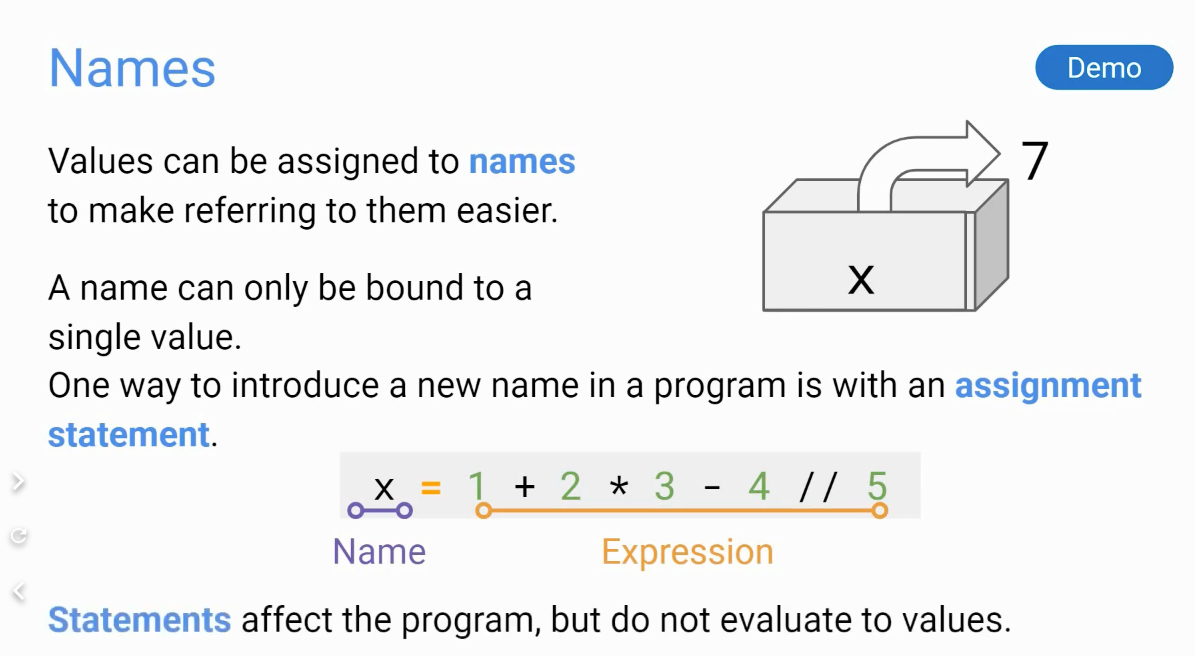 Names
Demo
Values can be assigned to names
to make referring to them easier.
7
x
A name can only be bound to a
single value.
One way to introduce a new name in a program is with an assignment
statement.
x = 1 + 2 * 3 - 4 // 5
Name
Expression
Statements affect the program, but do not evaluate to values.